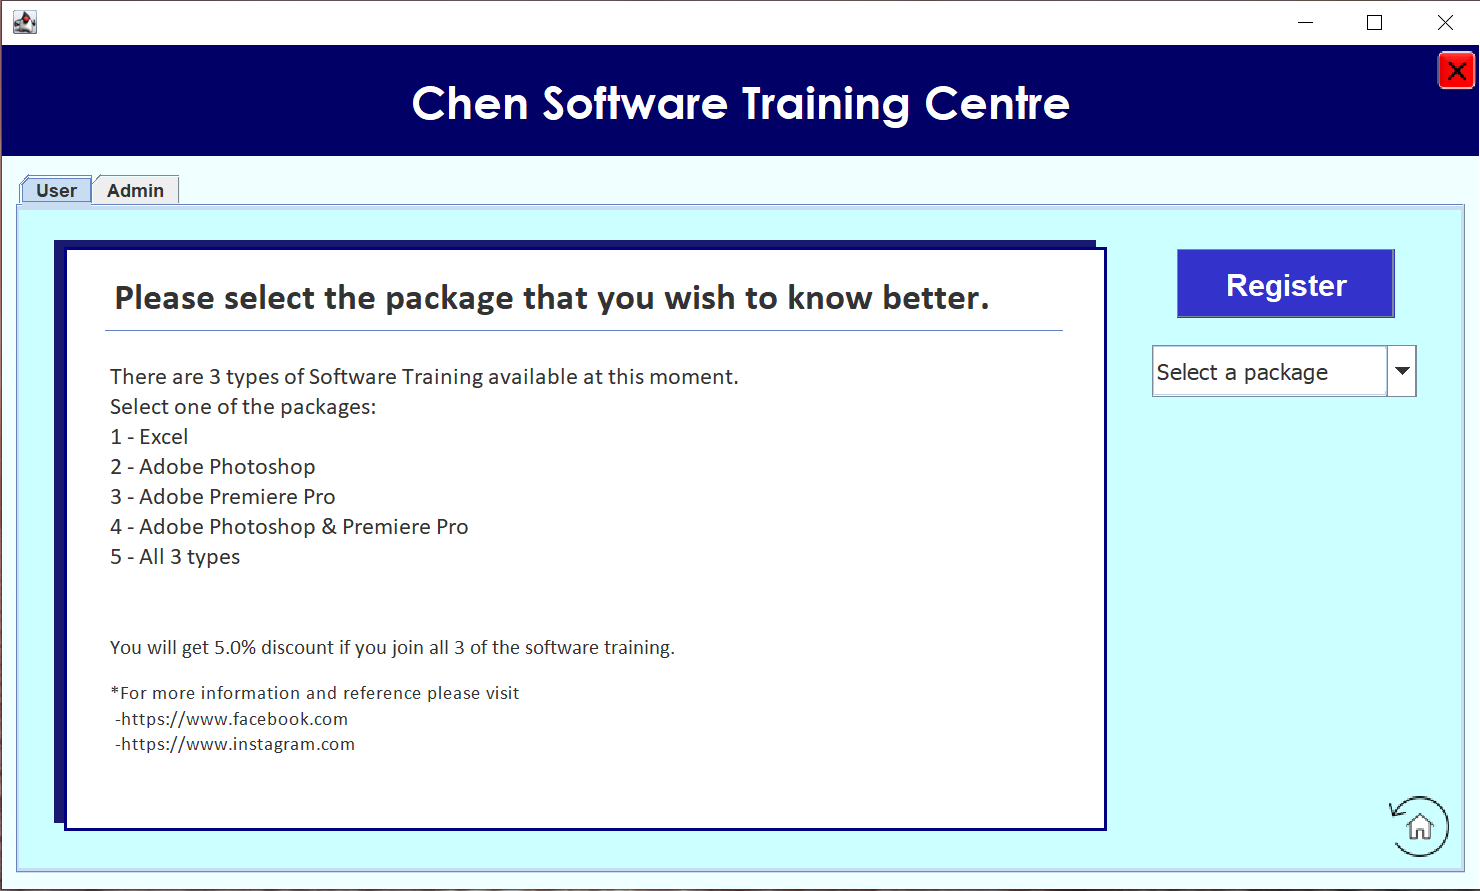 Chen Software Training Centre
User
Admin
Please select the package that you wish to know better.
Register
Select a package
There are 3 types of Software Training available at this moment.
Select one of the packages:
1 - Excel
2 - Adobe Photoshop
3 - Adobe Premiere Pro
4 - Adobe Photoshop & Premiere Pro
5 - All 3 types
You will get 5.0% discount if you join all 3 of the software training.
*For more information and reference please visit
-https://www.facebook.com
-https://www.instagram.com